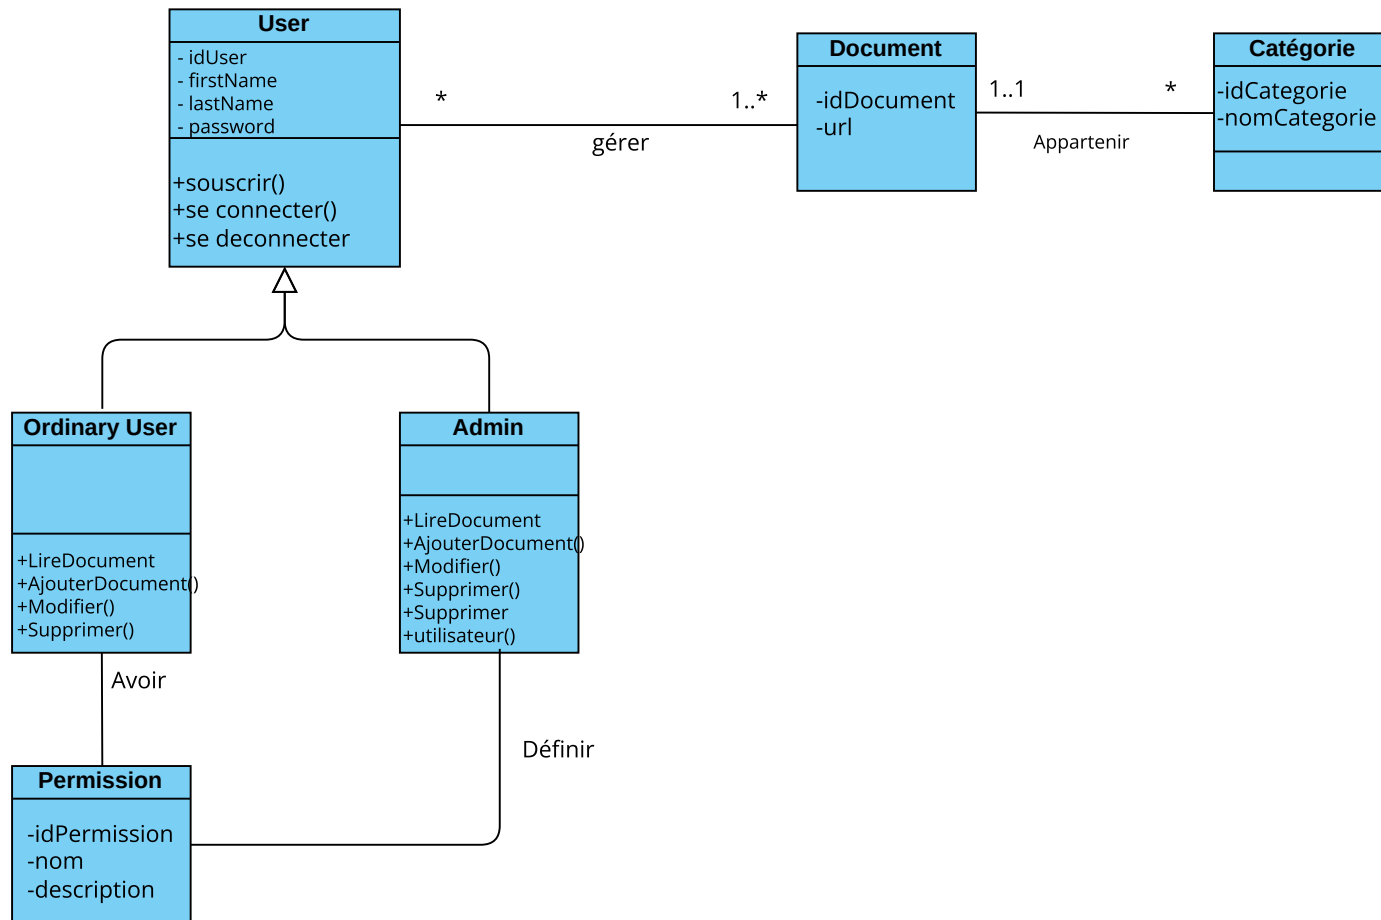 User
- idUser
- firstName
- lastName
- password
+souscrir()
+se connecter()
+se deconnecter
*
1..*
gérer
Document
-idDocument
-url
1..1
*
Appartenir
Catégorie
-idCategorie
-nomCategorie
Ordinary User
+LireDocument
+AjouterDocument()
+Modifier()
+Supprimer()
Admin
+LireDocument
+AjouterDocument()
+Modifier()
+Supprimer()
+Supprimer
+utilisateur()
Avoir
Définir
Permission
-idPermission
-nom
-description